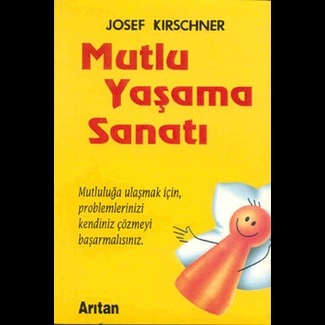 JOSEF KIRSCHNER
Mutlu
Yaşama
Sanatı
Mutluluğa ulaşmak için,
problemlerinizi
kendiniz çözmeyi
başarmalısınız.
Arıtan